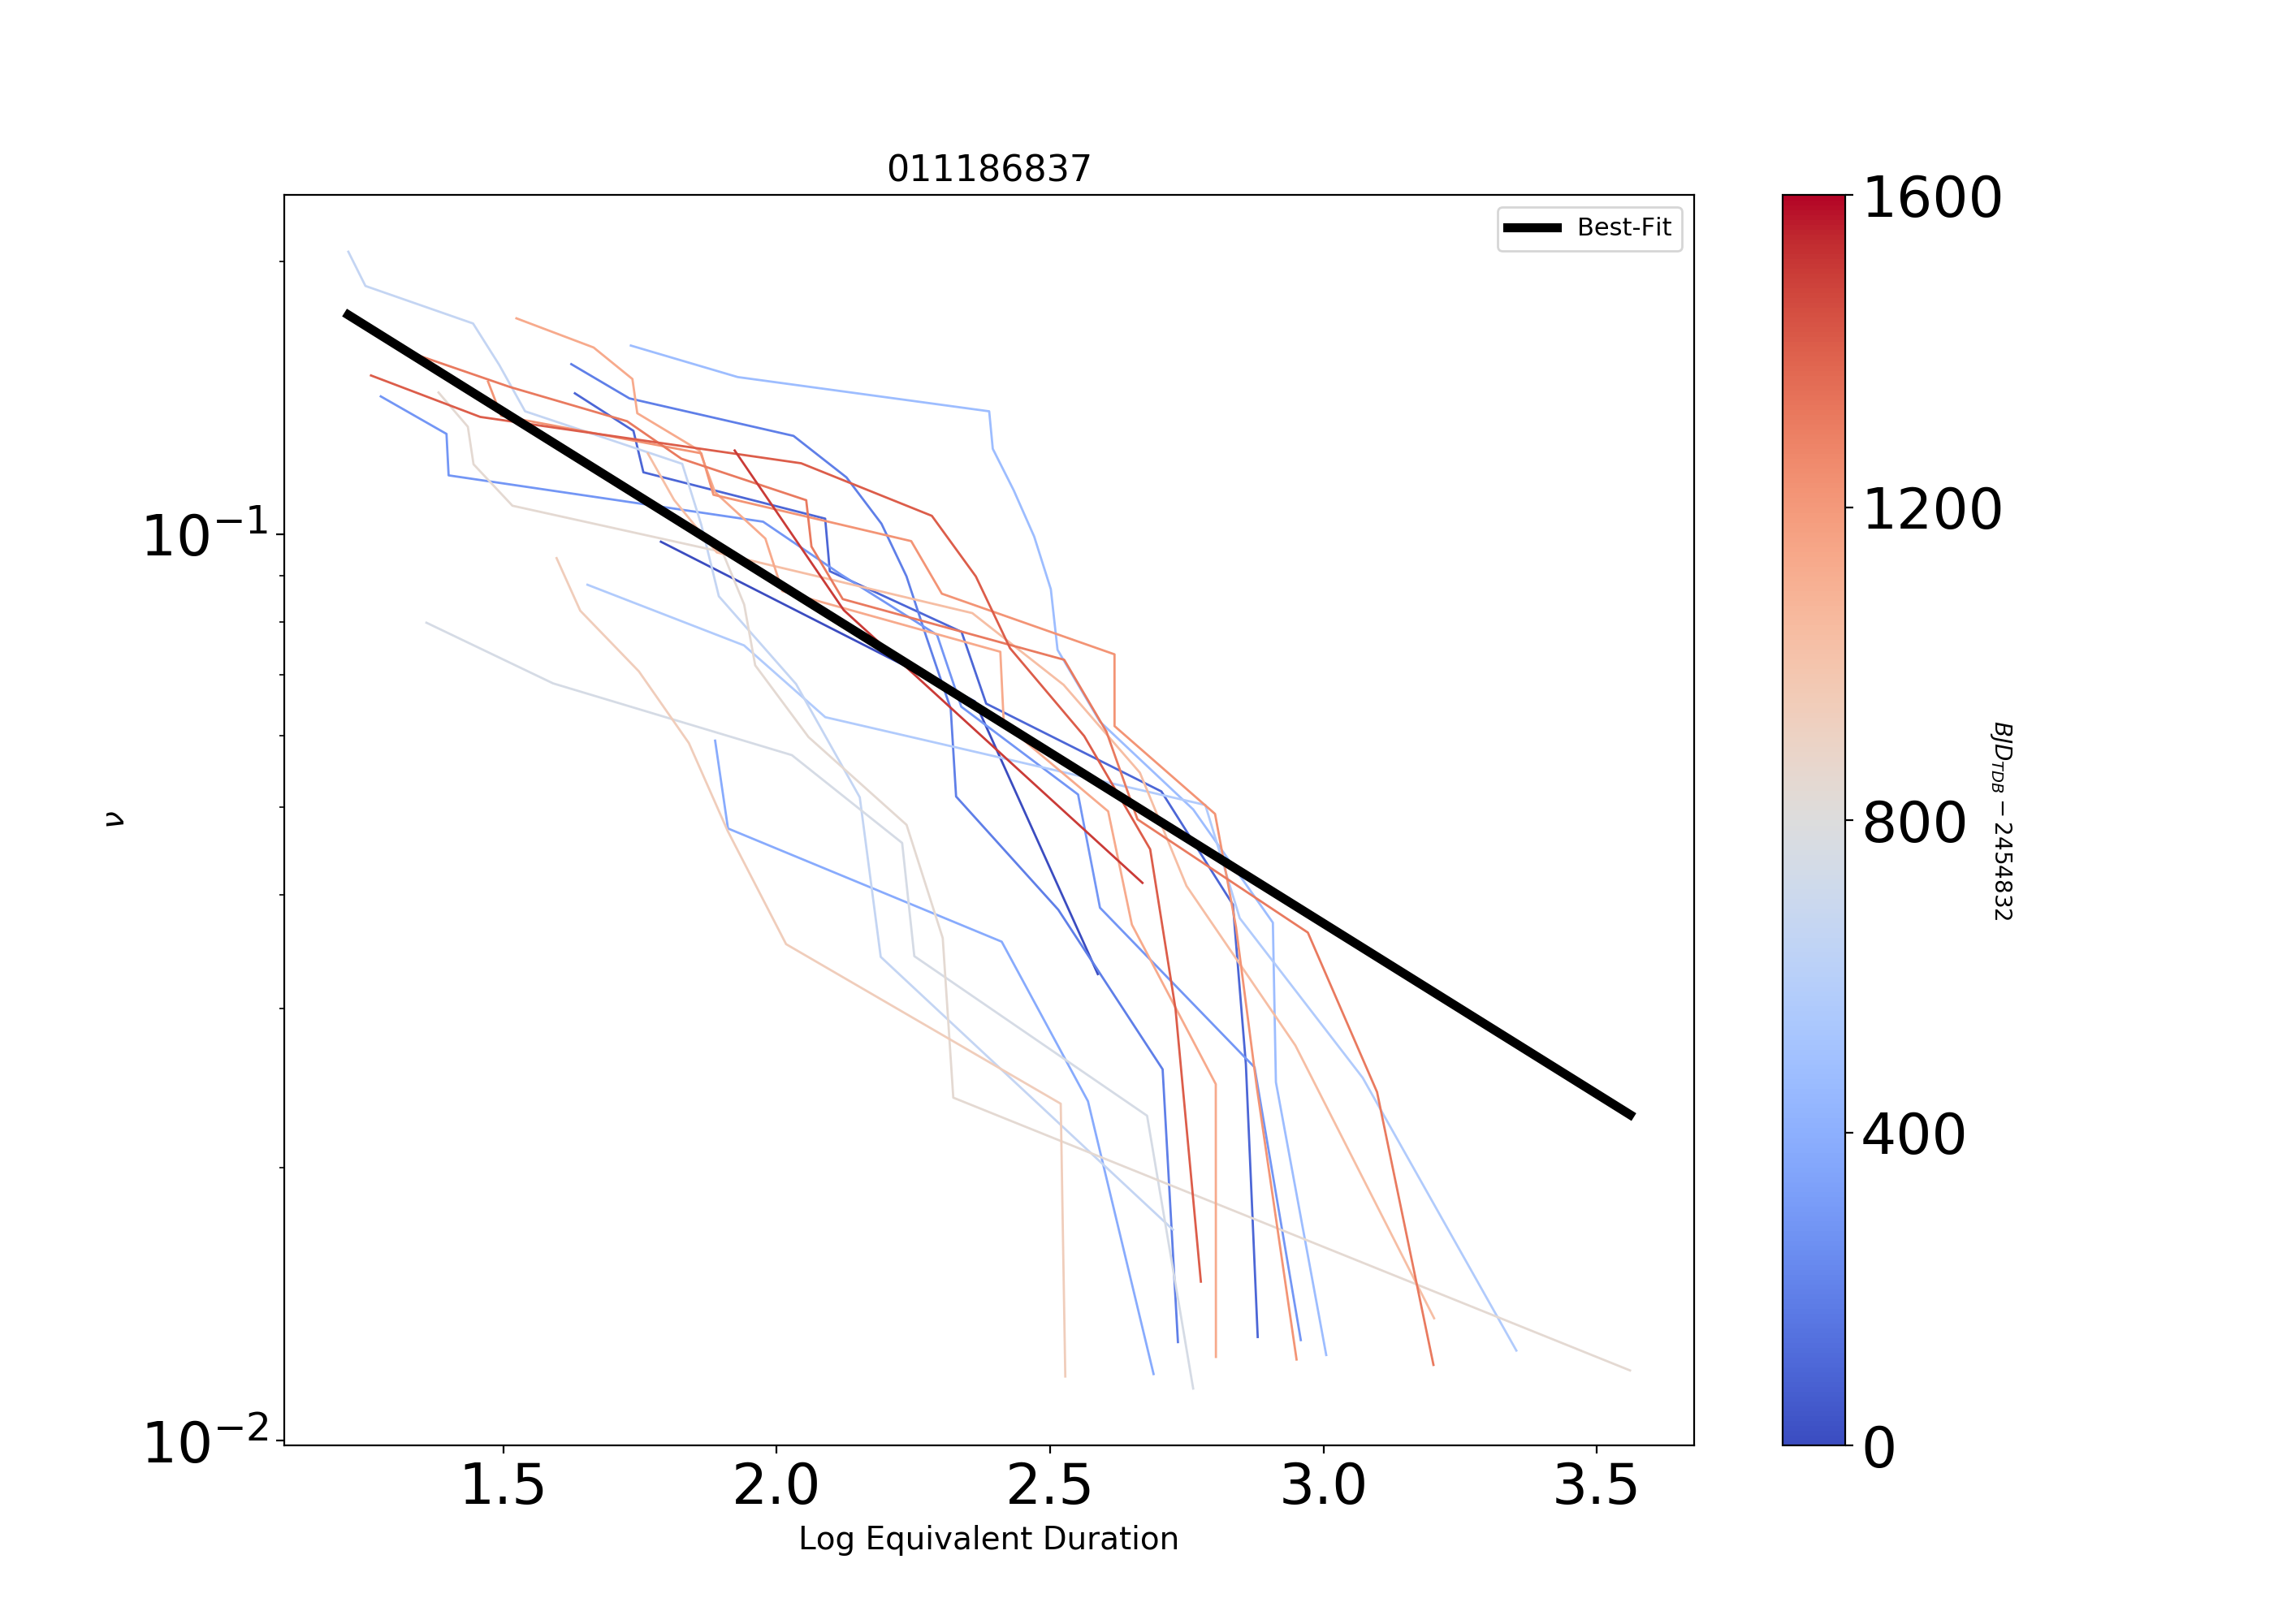 011186837
Best-Fit
10⁻¹
10⁻²
ν
1.5 2.0 2.5 3.0 3.5
Log Equivalent Duration
1600
1200
800
400
0
BJD_TDB − 2454832